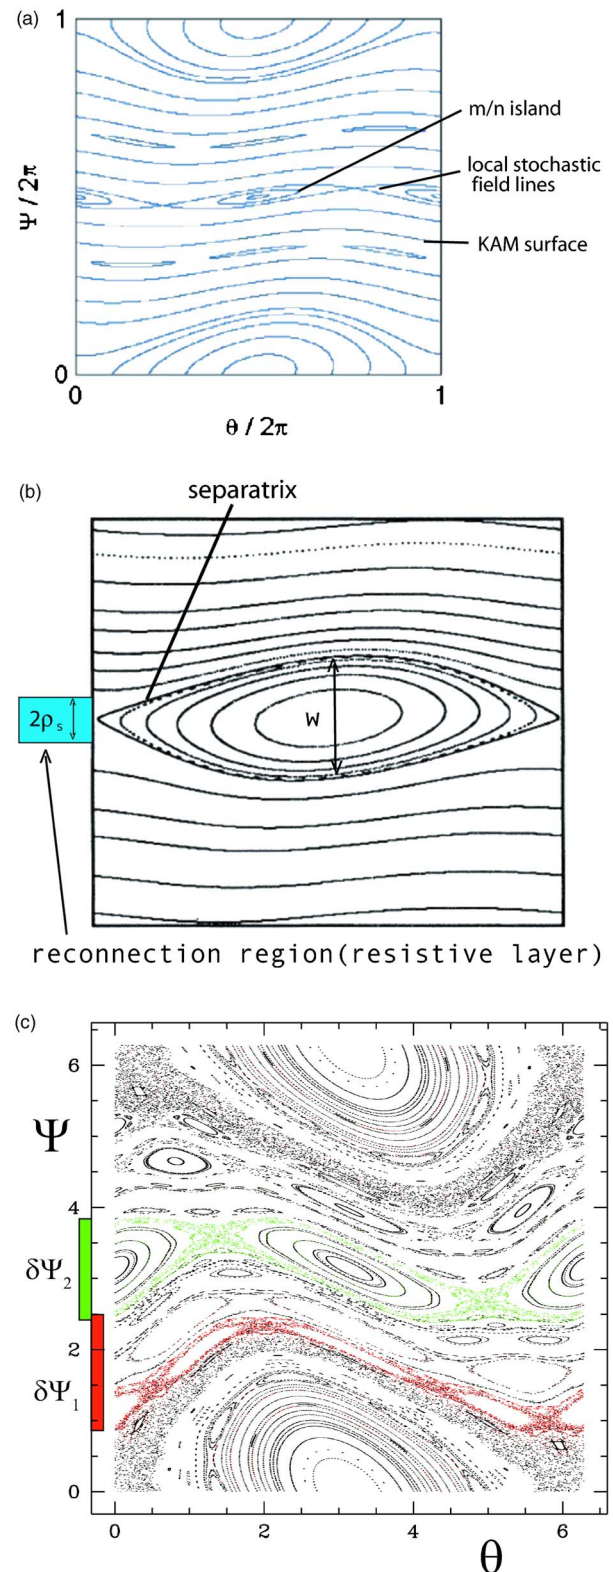 (a)
1
m/n island
local stochastic
field lines
Ψ / 2π
KAM surface
0
0
1
θ / 2π
(b)
separatrix
2ρs
w
reconnection region(resistive layer)
(c)
6
Ψ
4
δΨ2
2
δΨ1
0
0
2
4
6
θ